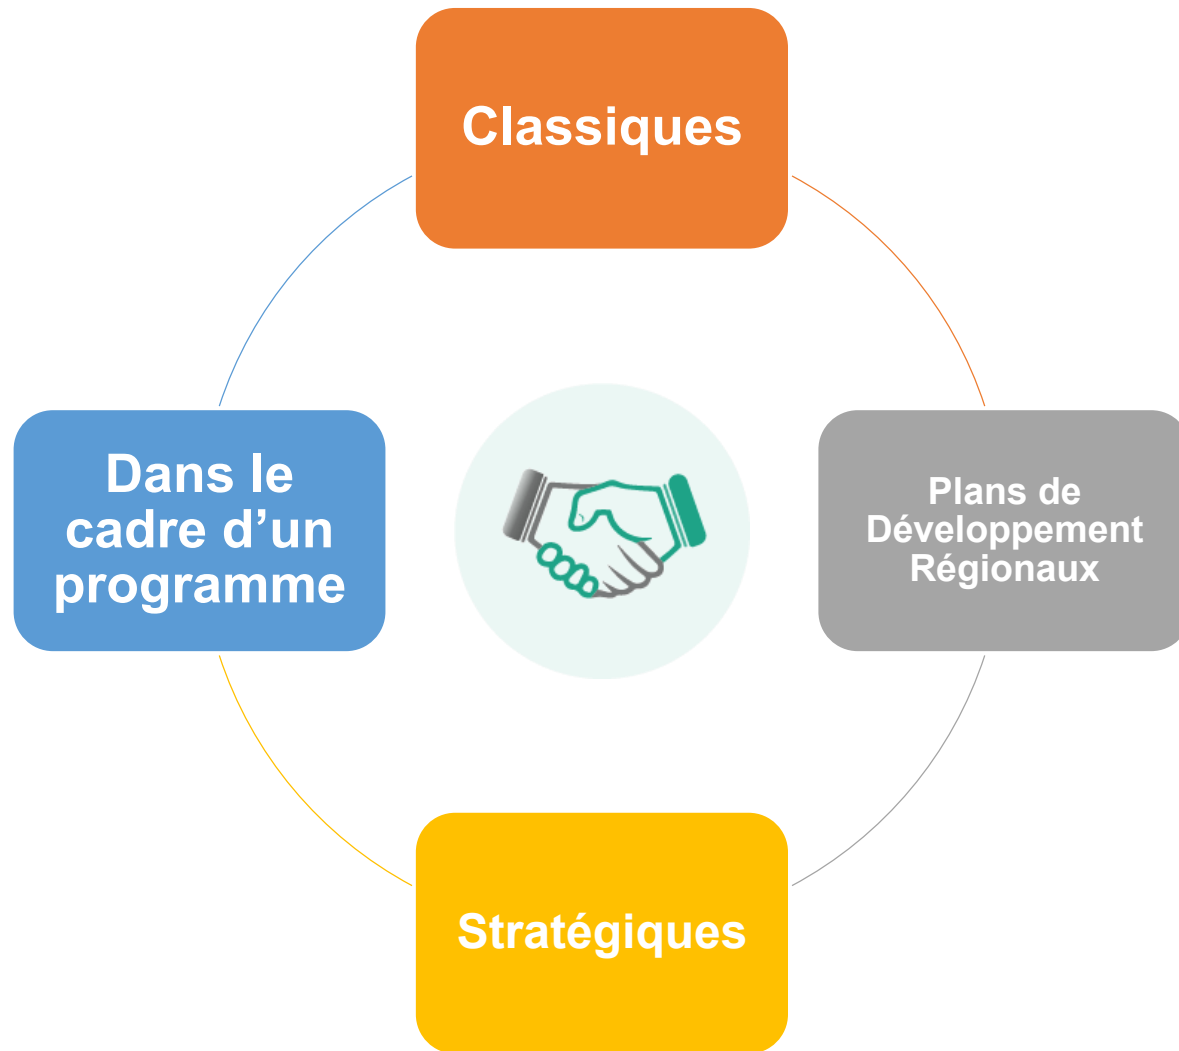 Classiques
Dans le
cadre d’un
programme
Plans de
Développement
Régionaux
Stratégiques